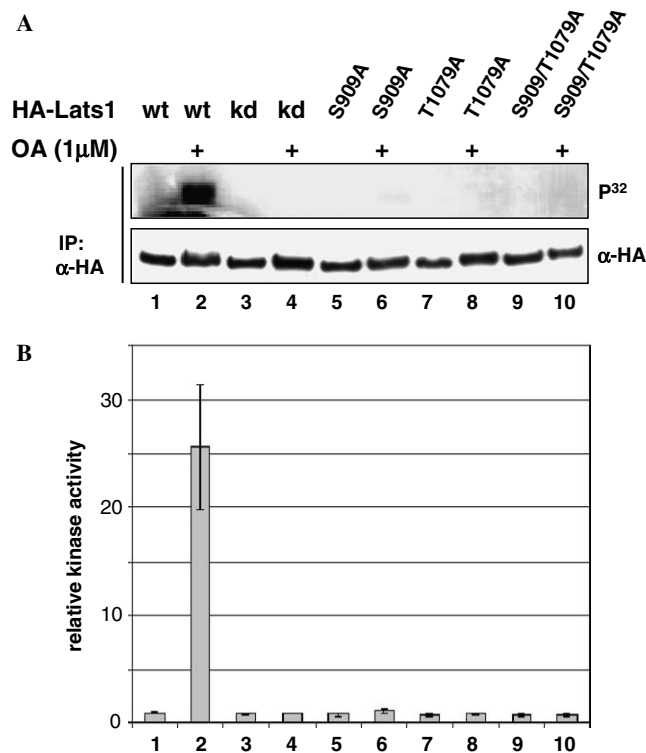 A
HA-Lats1 wt wt kd kd S909A S909A T1079A T1079A S909/T1079A S909/T1079A
OA (1μM) + + + + +
P32
IP:
α-HA
α-HA
1 2 3 4 5 6 7 8 9 10
B
relative kinase activity
30
20
10
0
1 2 3 4 5 6 7 8 9 10